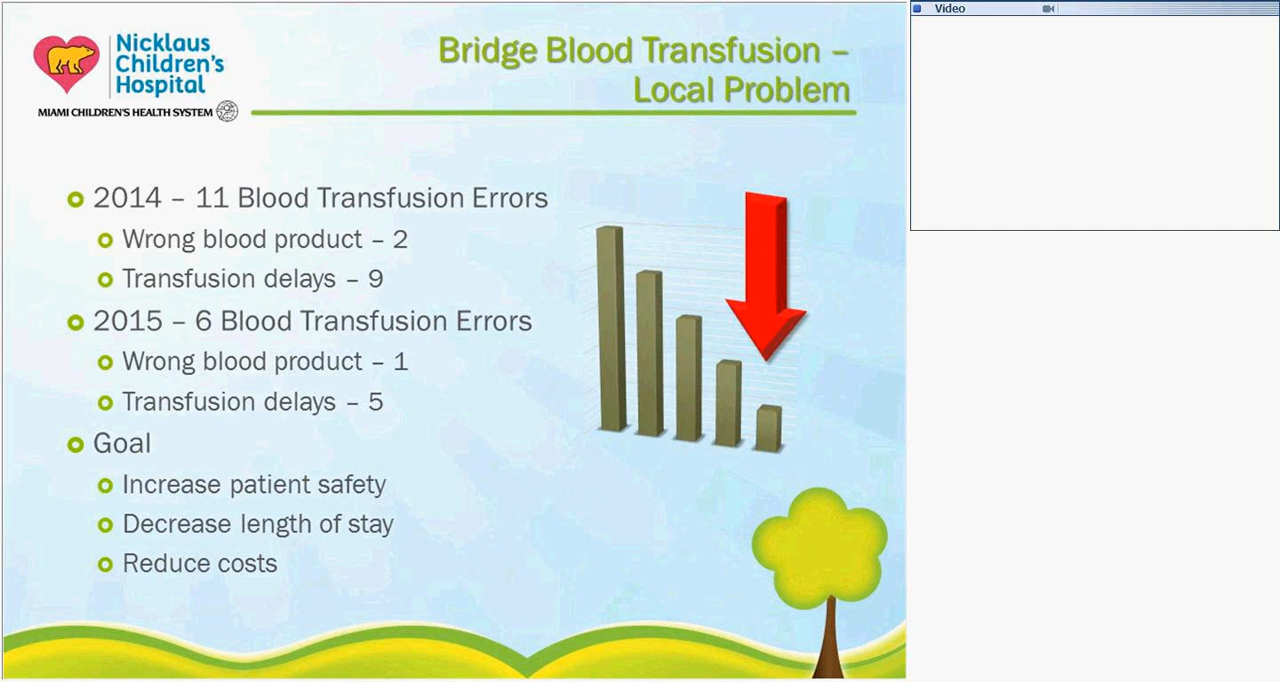 Nicklaus
Children's
Hospital
MIAMI CHILDREN'S HEALTH SYSTEM
Bridge Blood Transfusion –
Local Problem
2014 – 11 Blood Transfusion Errors
Wrong blood product – 2
Transfusion delays – 9
2015 – 6 Blood Transfusion Errors
Wrong blood product – 1
Transfusion delays – 5
Goal
Increase patient safety
Decrease length of stay
Reduce costs
Video